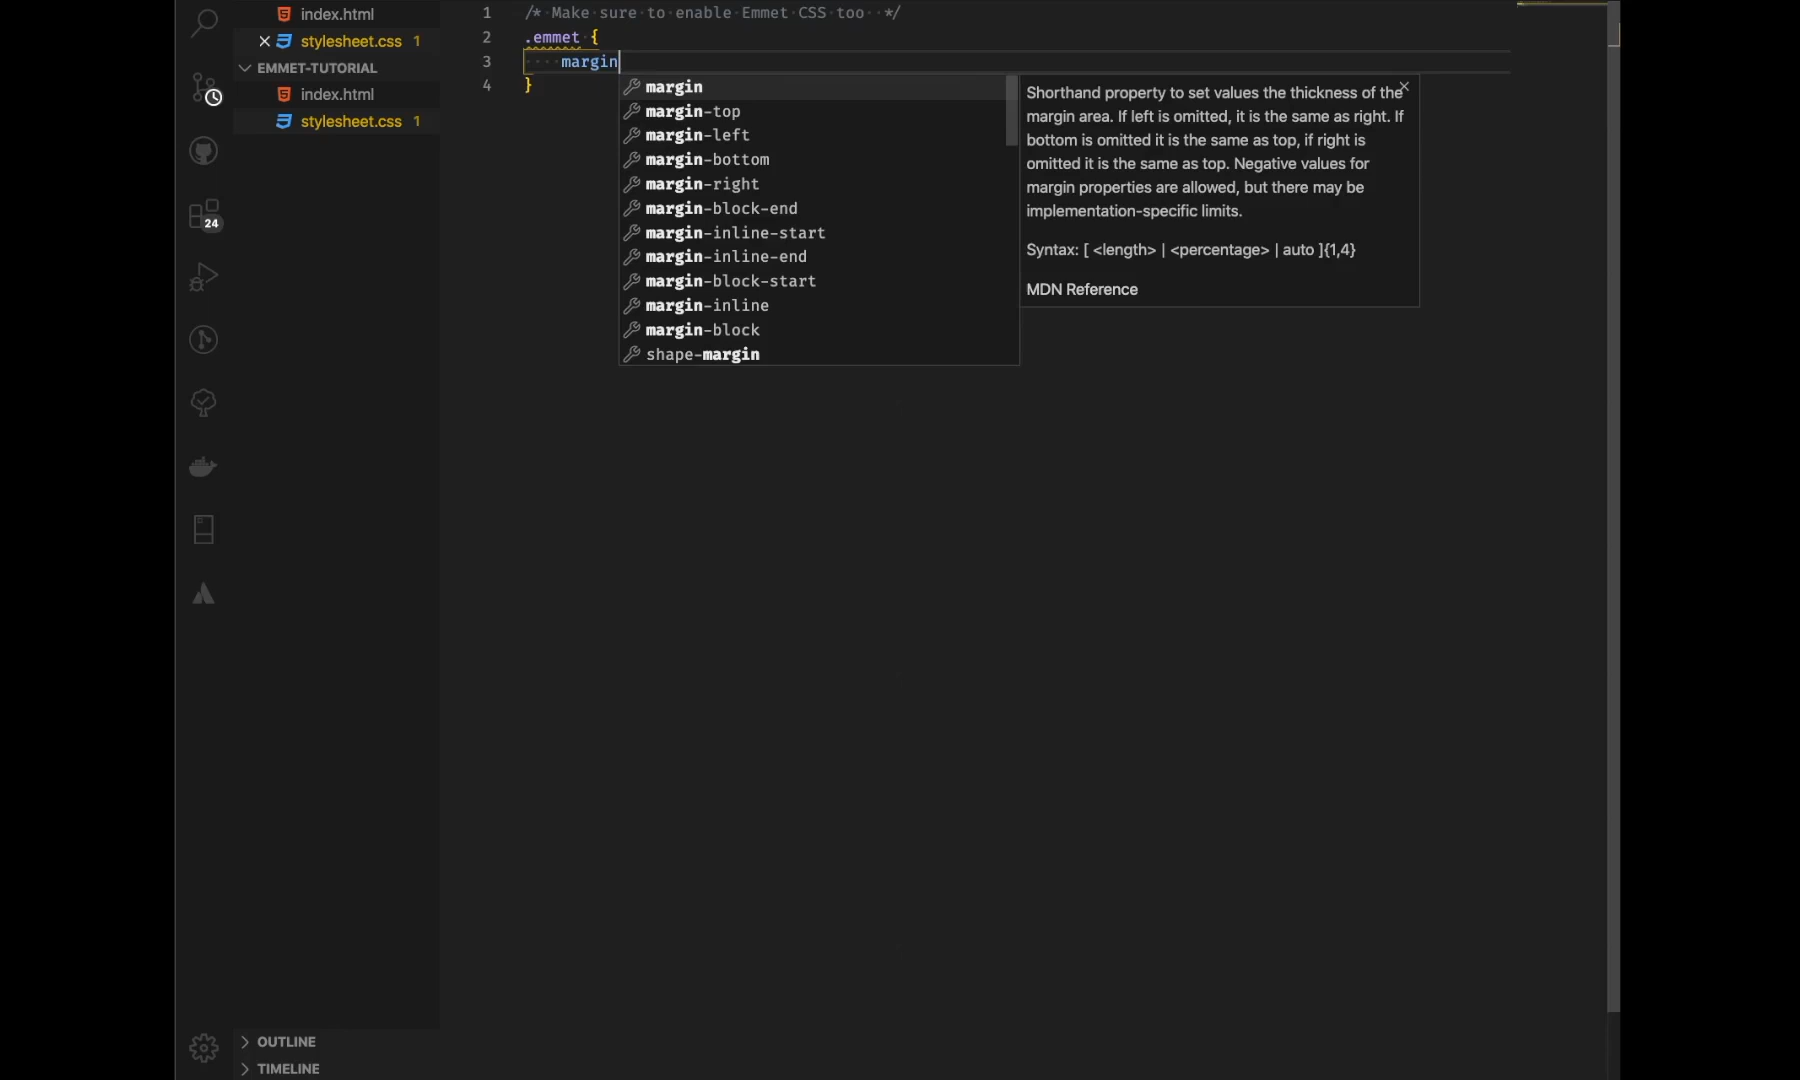 index.html
stylesheet.css 1
EMMET-TUTORIAL
index.html
stylesheet.css 1
24
OUTLINE
TIMELINE
1 /* Make sure to enable Emmet CSS too  */
2 .emmet {
3 margin
4 }
margin
margin-top
margin-left
margin-bottom
margin-right
margin-block-end
margin-inline-start
margin-inline-end
margin-block-start
margin-inline
margin-block
shape-margin
Shorthand property to set values the thickness of the
margin area. If left is omitted, it is the same as right. If
bottom is omitted it is the same as top, if right is
omitted it is the same as top. Negative values for
margin properties are allowed, but there may be
implementation-specific limits.
Syntax: [ <length> | <percentage> | auto ]{1,4}
MDN Reference